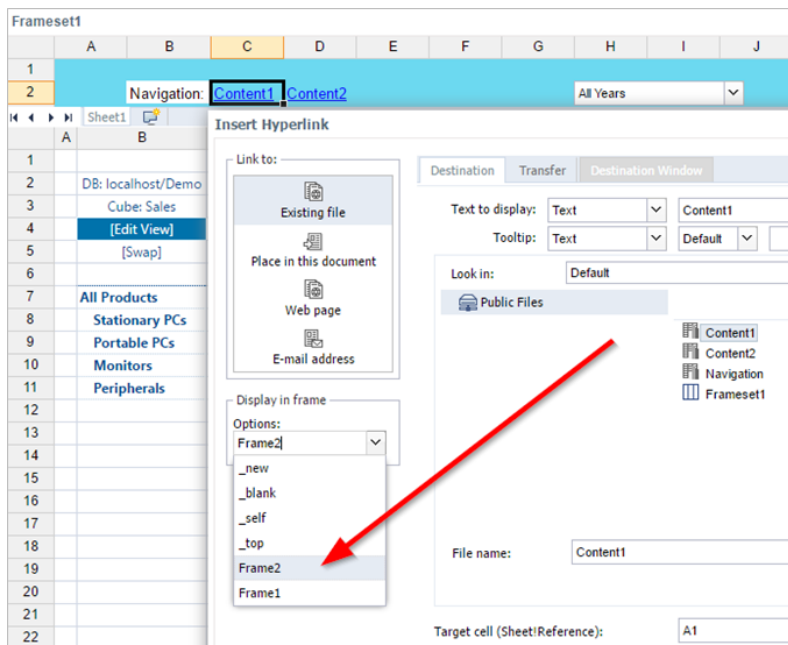 Frameset1
A B C D E F G H I J
1
2 Navigation: Content1 Content2 All Years
Sheet1
A B
1
2 DB: localhost/Demo
3 Cube: Sales
4 [Edit View]
5 [Swap]
6
7 All Products
8 Stationary PCs
9 Portable PCs
10 Monitors
11 Peripherals
12
13
14
15
16
17
18
19
20
21
22
Insert Hyperlink
Link to:
Existing file
Place in this document
Web page
E-mail address
Display in frame
Options:
Frame2
_new
_blank
_self
_top
Frame2
Frame1
Destination Transfer Destination Window
Text to display: Text Content1
Tooltip: Text Default
Look in: Default
Public Files
Content1
Content2
Navigation
Frameset1
File name: Content1
Target cell (Sheet!Reference): A1